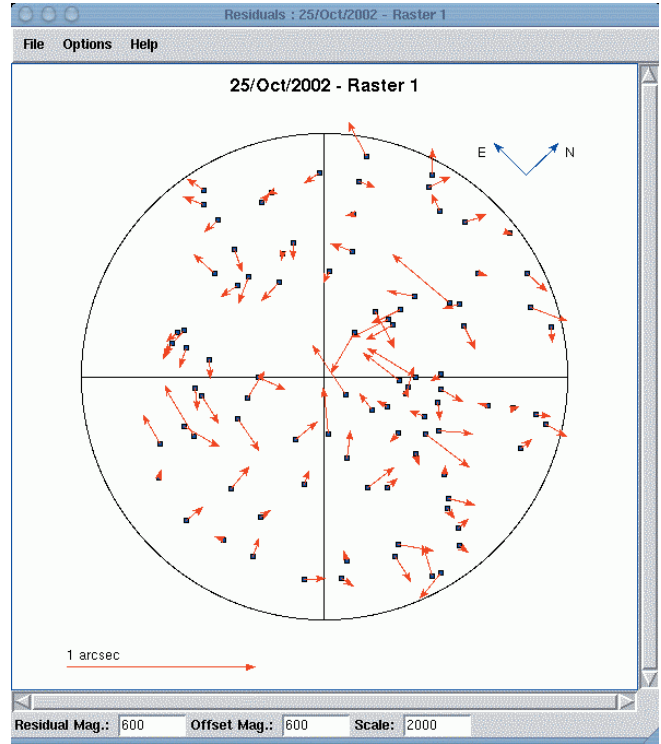 Residuals : 25/Oct/2002 - Raster 1
File Options Help
25/Oct/2002 - Raster 1
E N
1 arcsec
Residual Mag.: 600 Offset Mag.: 600 Scale: 2000